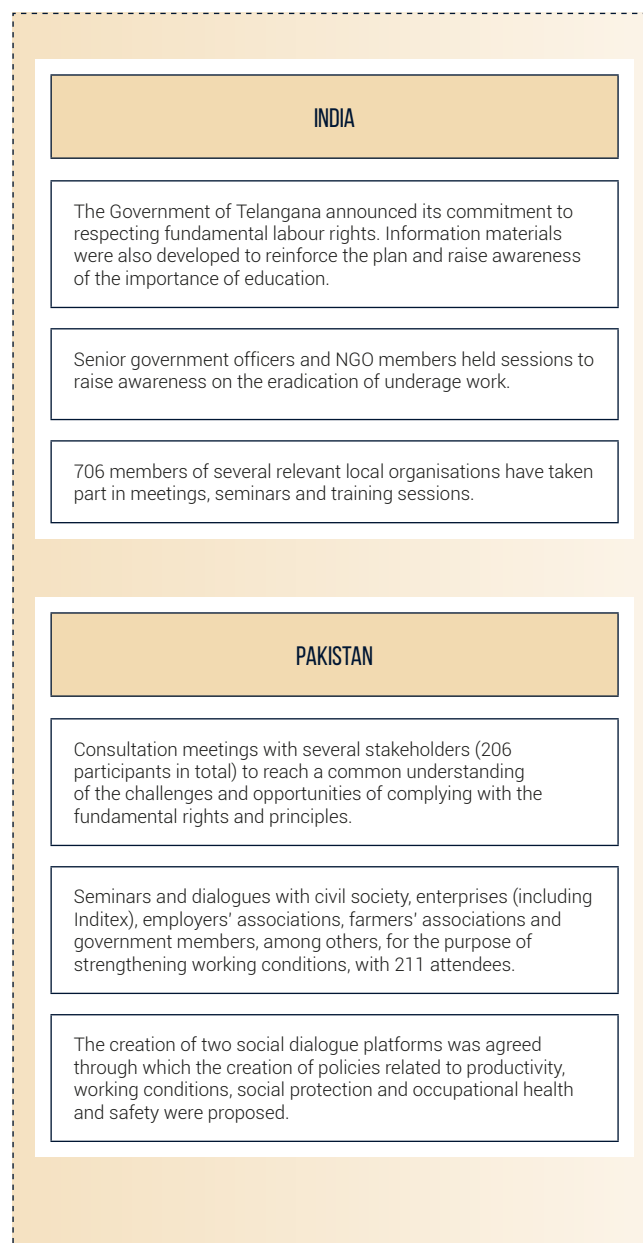 INDIA
The Government of Telangana announced its commitment to
respecting fundamental labour rights. Information materials
were also developed to reinforce the plan and raise awareness
of the importance of education.
Senior government officers and NGO members held sessions to
raise awareness on the eradication of underage work.
706 members of several relevant local organisations have taken
part in meetings, seminars and training sessions.
PAKISTAN
Consultation meetings with several stakeholders (206
participants in total) to reach a common understanding
of the challenges and opportunities of complying with the
fundamental rights and principles.
Seminars and dialogues with civil society, enterprises (including
Inditex), employers’ associations, farmers’ associations and
government members, among others, for the purpose of
strengthening working conditions, with 211 attendees.
The creation of two social dialogue platforms was agreed
through which the creation of policies related to productivity,
working conditions, social protection and occupational health
and safety were proposed.